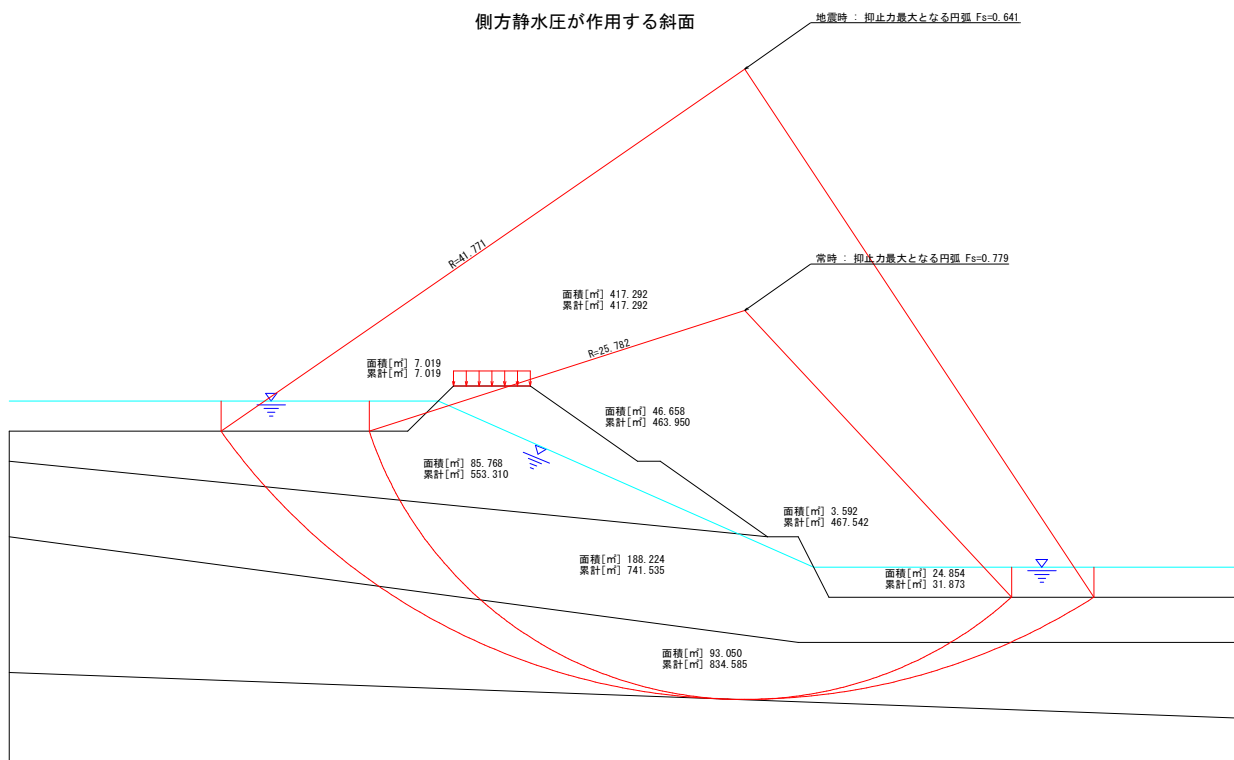 側方静水圧が作用する斜面
地震時 : 抑止力最大となる円弧 Fs=0.641
R=41.771
常時 : 抑止力最大となる円弧 Fs=0.779
面積[㎡] 417.292
累計[㎡] 417.292
R=25.782
面積[㎡] 7.019
累計[㎡] 7.019
面積[㎡] 46.658
累計[㎡] 463.950
面積[㎡] 85.768
累計[㎡] 553.310
面積[㎡] 3.592
累計[㎡] 467.542
面積[㎡] 188.224
累計[㎡] 741.535
面積[㎡] 24.854
累計[㎡] 31.873
面積[㎡] 93.050
累計[㎡] 834.585